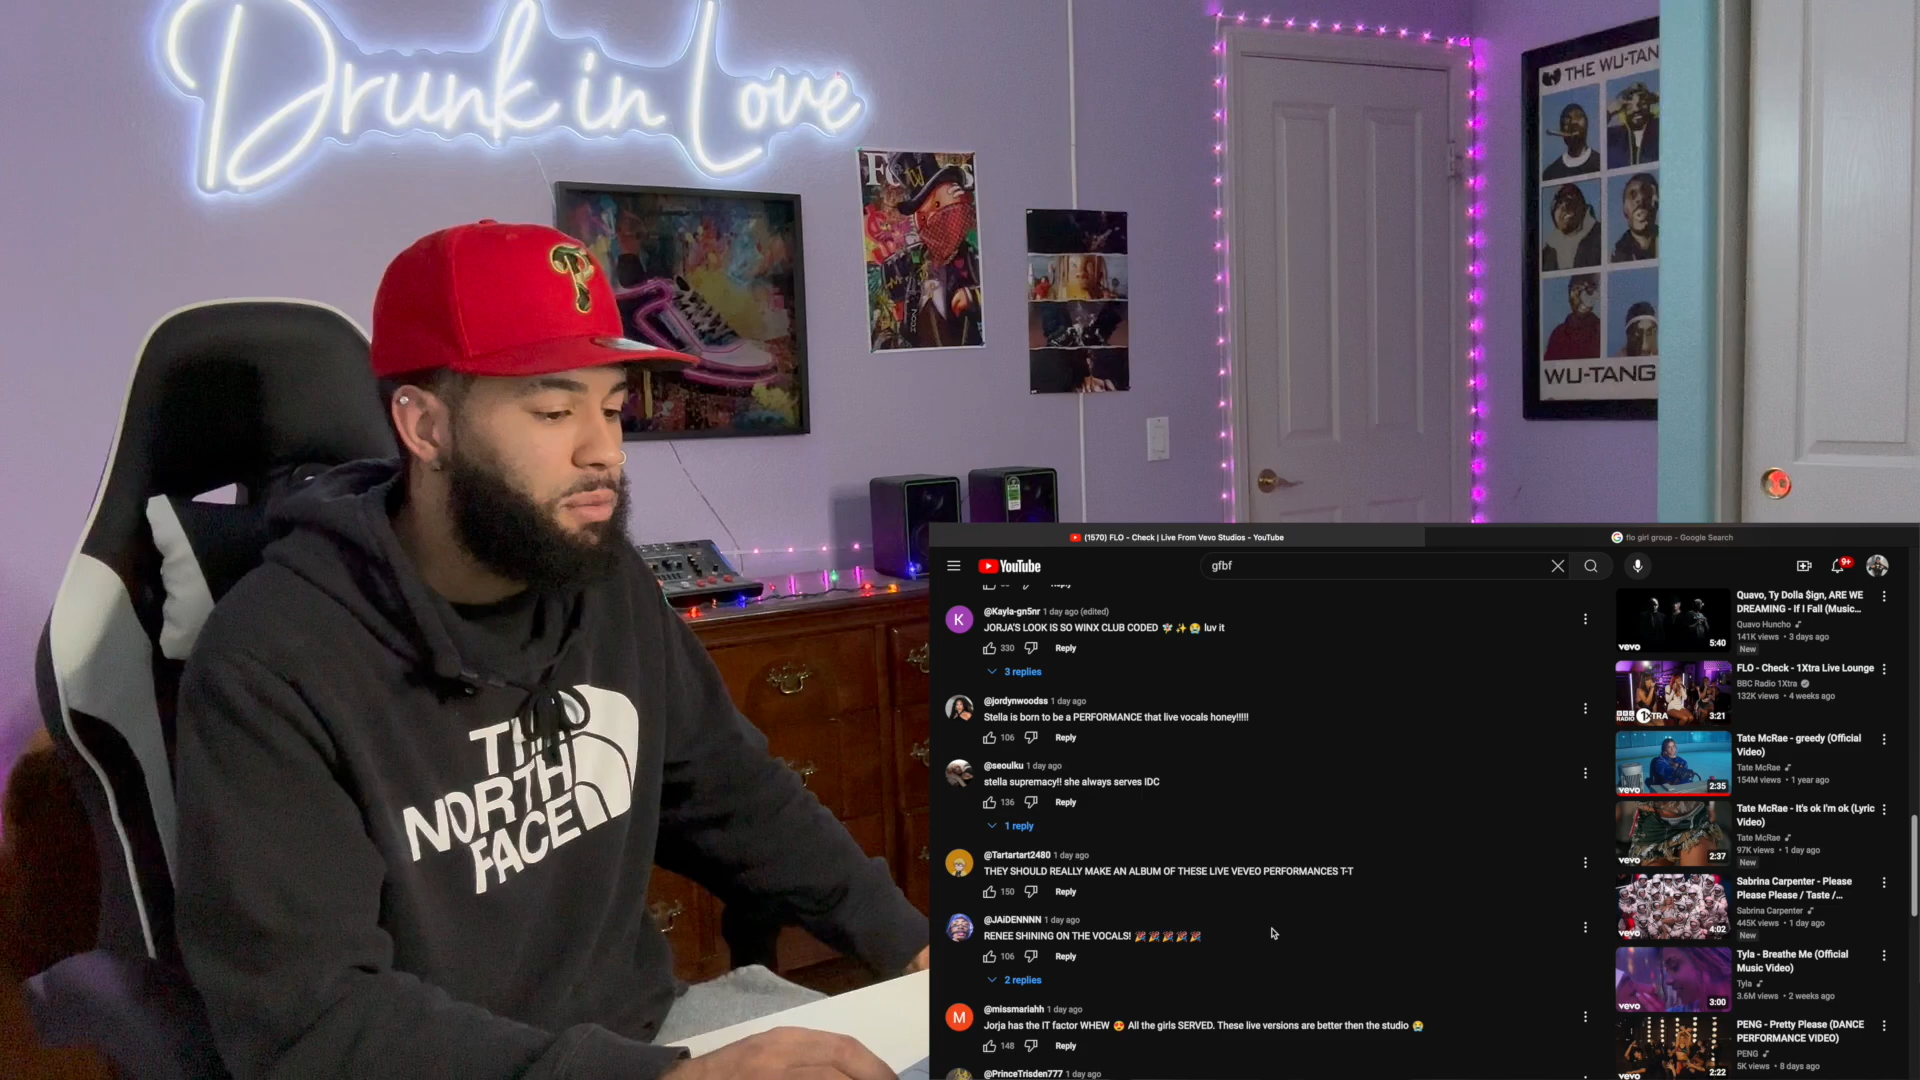 Drunk in Love
THE WU-TAN
WU-TANG
P
THE
NORTH
FACE
(1570) FLO - Check | Live From Vevo Studios - YouTube
flo girl group - Google Search
YouTube
gfbf
9+
Reply
@Kayla-gn5nr 1 day ago (edited)
JORJA'S LOOK IS SO WINX CLUB CODED 🧚✨😭 luv it
330 Reply
3 replies
@jordynwoodss 1 day ago
Stella is born to be a PERFORMANCE that live vocals honey!!!!!
106 Reply
@seoulku 1 day ago
stella supremacy!! she always serves IDC
136 Reply
1 reply
@Tartartart2480 1 day ago
THEY SHOULD REALLY MAKE AN ALBUM OF THESE LIVE VEVEO PERFORMANCES T-T
150 Reply
@JAiDENNNN 1 day ago
RENEE SHINING ON THE VOCALS! 🎉🎉🎉🎉🎉
106 Reply
2 replies
@missmariahh 1 day ago
Jorja has the IT factor WHEW 😍 All the girls SERVED. These live versions are better then the studio 😭
148 Reply
@PrinceTrisden777 1 day ago
K
M
vevo 5:40
Quavo, Ty Dolla $ign, ARE WE
DREAMING - If I Fall (Music...
Quavo Huncho
141K views • 3 days ago
New
BBC RADIO 1XTRA 3:21
FLO - Check - 1Xtra Live Lounge
BBC Radio 1Xtra
132K views • 4 weeks ago
vevo 2:35
Tate McRae - greedy (Official
Video)
Tate McRae
154M views • 1 year ago
vevo 2:37
Tate McRae - It's ok I'm ok (Lyric
Video)
Tate McRae
97K views • 1 day ago
New
vevo 4:02
Sabrina Carpenter - Please
Please Please / Taste /...
Sabrina Carpenter
445K views • 1 day ago
New
vevo 3:00
Tyla - Breathe Me (Official
Music Video)
Tyla
3.6M views • 2 weeks ago
2:22
PENG - Pretty Please (DANCE
PERFORMANCE VIDEO)
PENG
5K views • 8 days ago